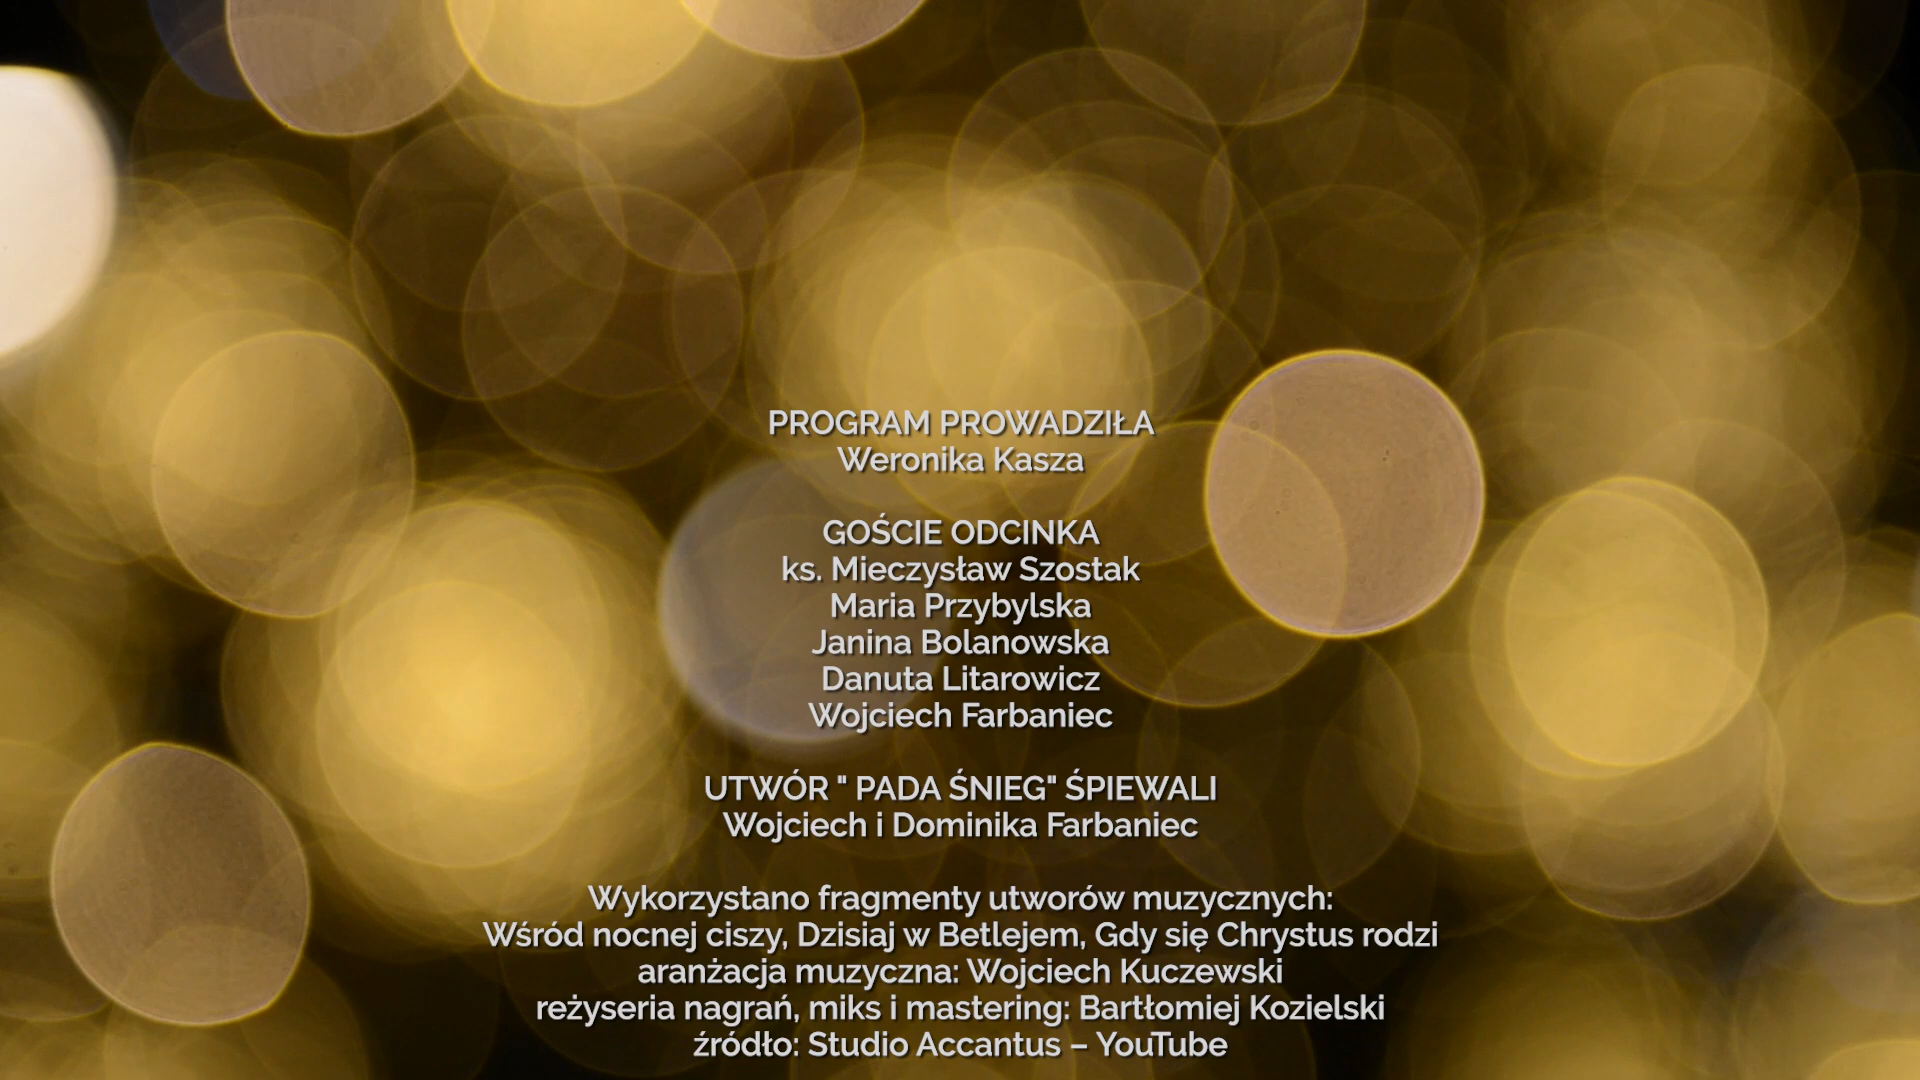 PROGRAM PROWADZIŁA
Weronika Kasza
GOŚCIE ODCINKA
ks. Mieczysław Szostak
Maria Przybylska
Janina Bolanowska
Danuta Litarowicz
Wojciech Farbaniec
UTWÓR " PADA ŚNIEG" ŚPIEWALI
Wojciech i Dominika Farbaniec
Wykorzystano fragmenty utworów muzycznych:
Wśród nocnej ciszy, Dzisiaj w Betlejem, Gdy się Chrystus rodzi
aranżacja muzyczna: Wojciech Kuczewski
reżyseria nagrań, miks i mastering: Bartłomiej Kozielski
źródło: Studio Accantus – YouTube